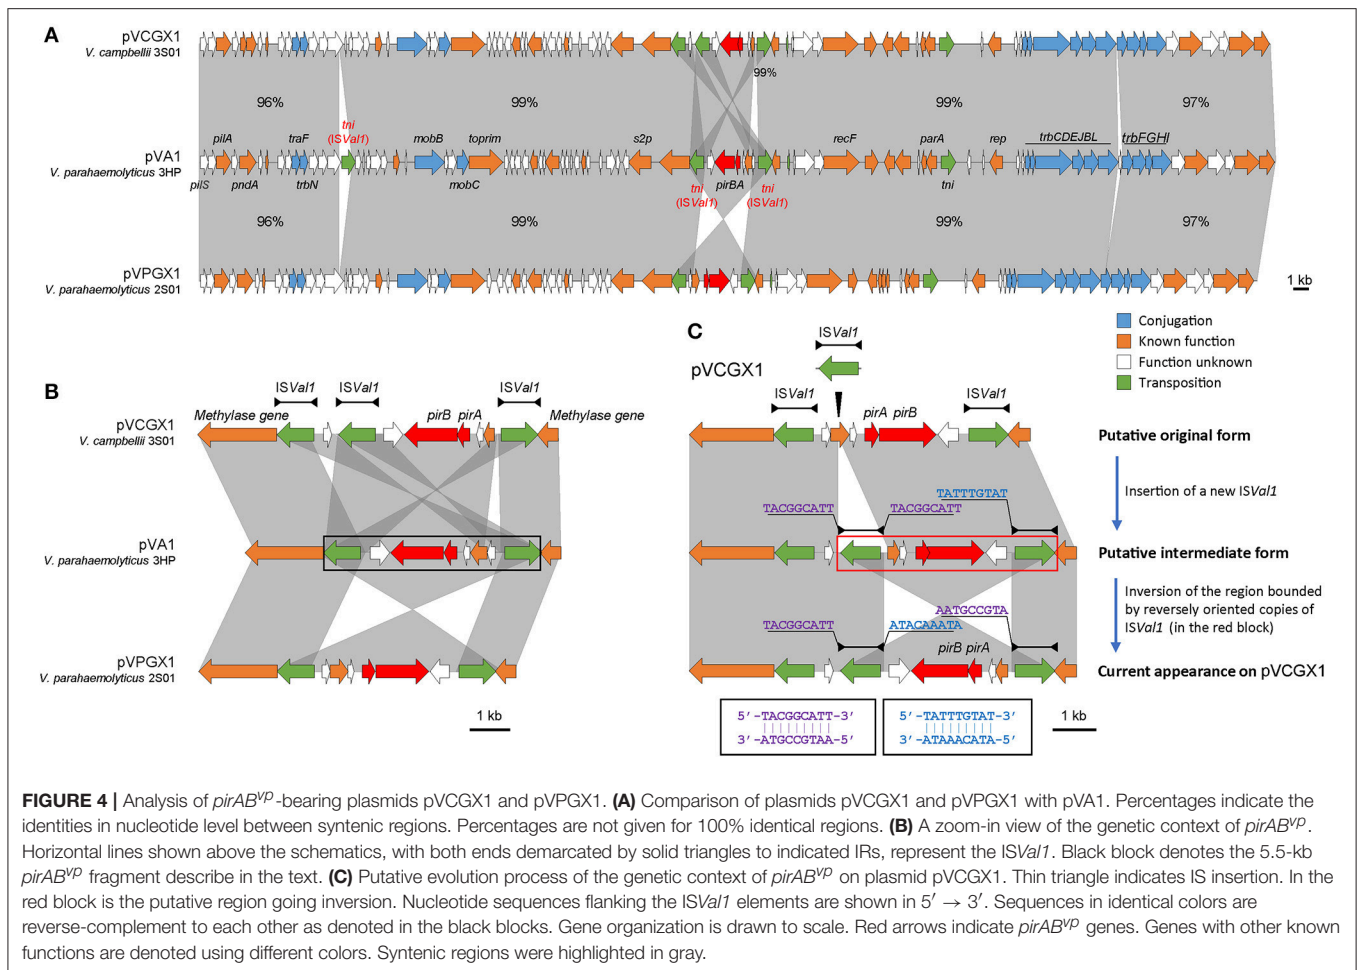 A
pVCGX1
V. campbellii 3S01
99%
96%
99%
99%
97%
tni
(ISVal1)
pilA
traF
mobB
toprim
s2p
recF
parA
rep
trbCDEJBL
trbFGHI
pVA1
V. parahaemolyticus 3HP
pilS
pndA
trbN
mobC
tni
(ISVal1)
pirBA
tni
(ISVal1)
tni
96%
99%
99%
97%
pVPGX1
V. parahaemolyticus 2S01
1 kb
Conjugation
Known function
Function unknown
Transposition
B
ISVal1
ISVal1
ISVal1
Methylase gene
pirB pirA
Methylase gene
pVCGX1
V. campbellii 3S01
pVA1
V. parahaemolyticus 3HP
pVPGX1
V. parahaemolyticus 2S01
1 kb
C
ISVal1
pVCGX1
ISVal1
pirA pirB
ISVal1
Putative original form
Insertion of a new ISVal1
TATTTGTAT
TACGGCATT
TACGGCATT
Putative intermediate form
Inversion of the region bounded
by reversely oriented copies of
ISVal1 (in the red block)
AATGCCGTA
TACGGCATT
ATACAAATA
pirB pirA
Current appearance on pVCGX1
5′-TACGGCATT-3′
3′-ATGCCGTAA-5′
5′-TATTTGTAT-3′
3′-ATAAACATA-5′
1 kb
FIGURE 4 | Analysis of pirABvp-bearing plasmids pVCGX1 and pVPGX1. (A) Comparison of plasmids pVCGX1 and pVPGX1 with pVA1. Percentages indicate the
identities in nucleotide level between syntenic regions. Percentages are not given for 100% identical regions. (B) A zoom-in view of the genetic context of pirABvp.
Horizontal lines shown above the schematics, with both ends demarcated by solid triangles to indicated IRs, represent the ISVal1. Black block denotes the 5.5-kb
pirABvp fragment describe in the text. (C) Putative evolution process of the genetic context of pirABvp on plasmid pVCGX1. Thin triangle indicates IS insertion. In the
red block is the putative region going inversion. Nucleotide sequences flanking the ISVal1 elements are shown in 5′ → 3′. Sequences in identical colors are
reverse-complement to each other as denoted in the black blocks. Gene organization is drawn to scale. Red arrows indicate pirABvp genes. Genes with other known
functions are denoted using different colors. Syntenic regions were highlighted in gray.